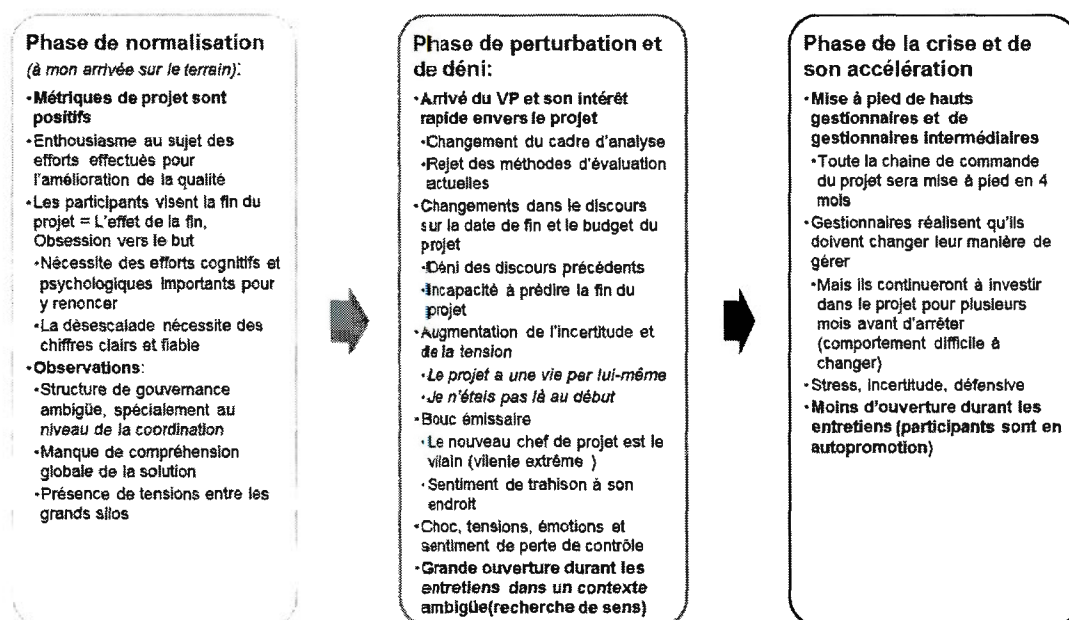 Phase de normalisation
(à mon arrivée sur le terrain):
•Métriques de projet sont
positifs
•Enthousiasme au sujet des
efforts effectués pour
l'amélioration de la qualité
•Les participants visent la fin du
projet = L'effet de la fin,
Obsession vers le but
•Nécessite des efforts cognitifs et
psychologiques importants pour
y renoncer
•La désescalade nécessite des
chiffres clairs et fiable
•Observations:
•Structure de gouvernance
ambigüe, spécialement au
niveau de la coordination
•Manque de compréhension
globale de la solution
•Présence de tensions entre les
grands silos
Phase de perturbation et
de déni:
•Arrivé du VP et son intérêt
rapide envers le projet
•Changement du cadre d'analyse
•Rejet des méthodes d'évaluation
actuelles
•Changements dans le discours
sur la date de fin et le budget du
projet
•Déni des discours précédents
•Incapacité à prédire la fin du
projet
•Augmentation de l'incertitude et
de la tension
•Le projet a une vie par lui-même
•Je n'étais pas là au début
•Bouc émissaire
•Le nouveau chef de projet est le
vilain (vilenie extrême )
•Sentiment de trahison à son
endroit
•Choc, tensions, émotions et
sentiment de perte de contrôle
•Grande ouverture durant les
entretiens dans un contexte
ambigüe(recherche de sens)
Phase de la crise et de
son accélération
•Mise à pied de hauts
gestionnaires et de
gestionnaires intermédiaires
•Toute la chaine de commande
du projet sera mise à pied en 4
mois
•Gestionnaires réalisent qu'ils
doivent changer leur manière de
gérer
•Mais ils continueront à investir
dans le projet pour plusieurs
mois avant d'arrêter
(comportement difficile à
changer)
•Stress, incertitude, défensive
•Moins d'ouverture durant les
entretiens (participants sont en
autopromotion)